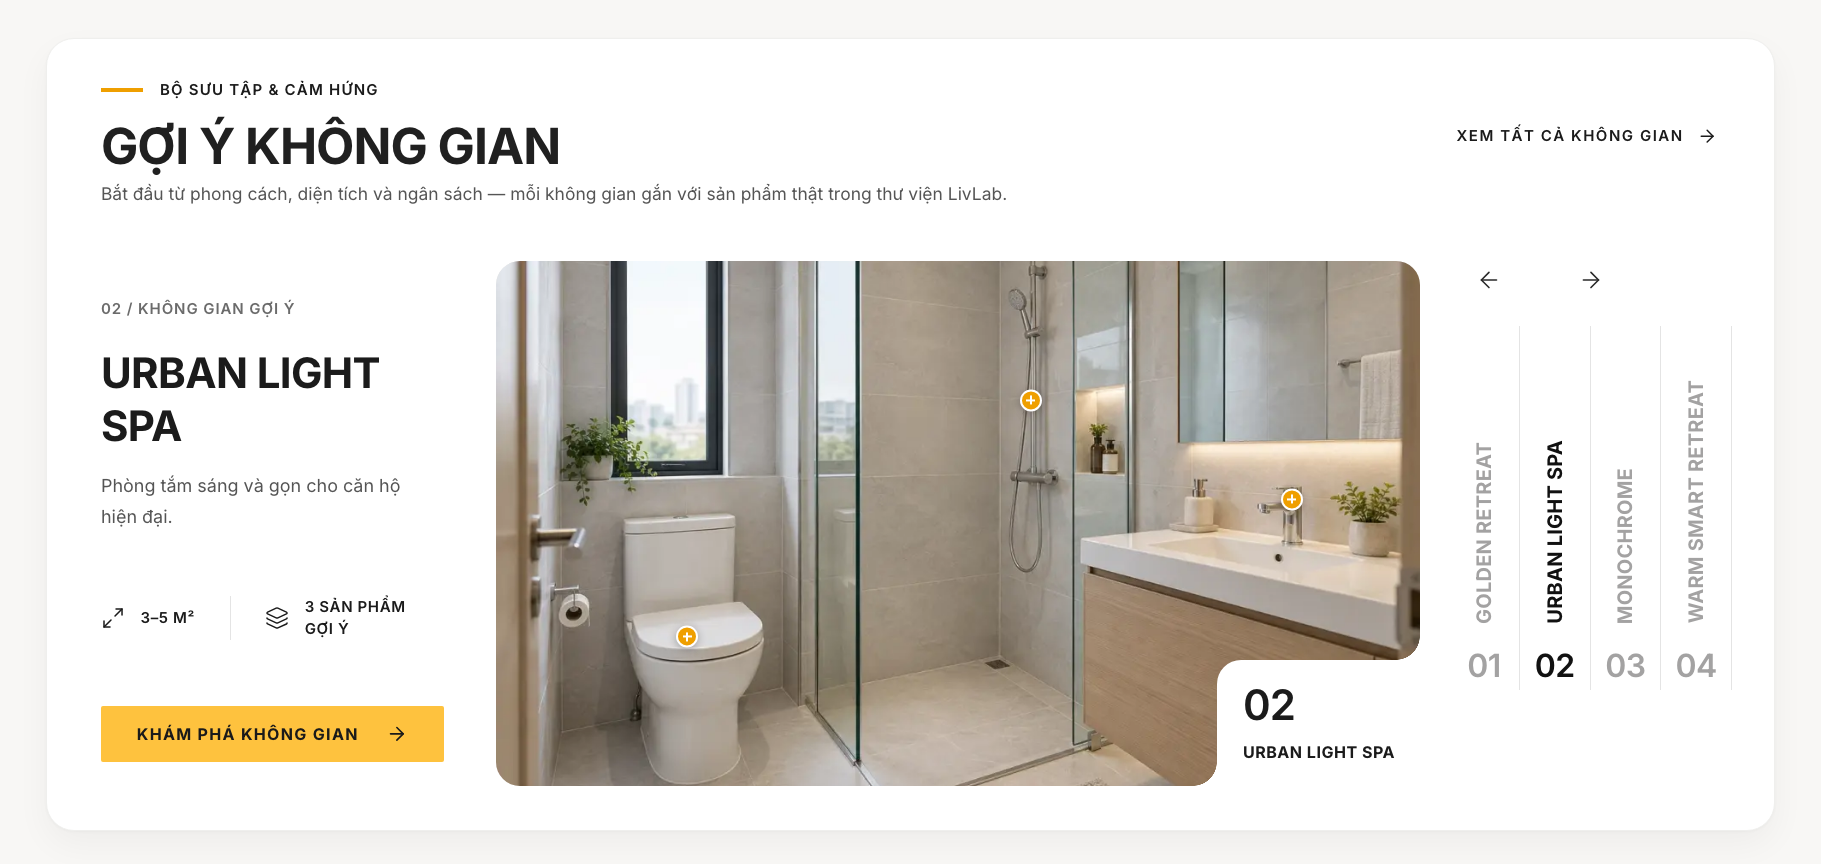 BỘ SƯU TẬP & CẢM HỨNG
GỢI Ý KHÔNG GIAN
Bắt đầu từ phong cách, diện tích và ngân sách — mỗi không gian gắn với sản phẩm thật trong thư viện LivLab.
XEM TẤT CẢ KHÔNG GIAN
02 / KHÔNG GIAN GỢI Ý
URBAN LIGHT
SPA
Phòng tắm sáng và gọn cho căn hộ
hiện đại.
3–5 M²
3 SẢN PHẨM
GỢI Ý
KHÁM PHÁ KHÔNG GIAN
02
URBAN LIGHT SPA
GOLDEN RETREAT
01
URBAN LIGHT SPA
02
MONOCHROME
03
WARM SMART RETREAT
04